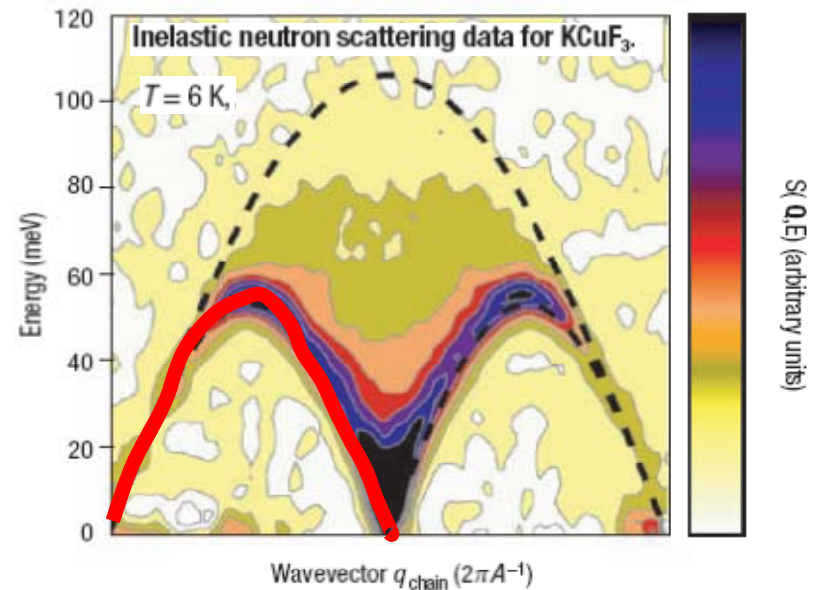 Inelastic neutron scattering data for KCuF₃.
T = 6 K,
120
100
80
60
40
20
0
Energy (meV)
Wavevector q chain (2πA⁻¹)
S(Q,E) (arbitrary units)